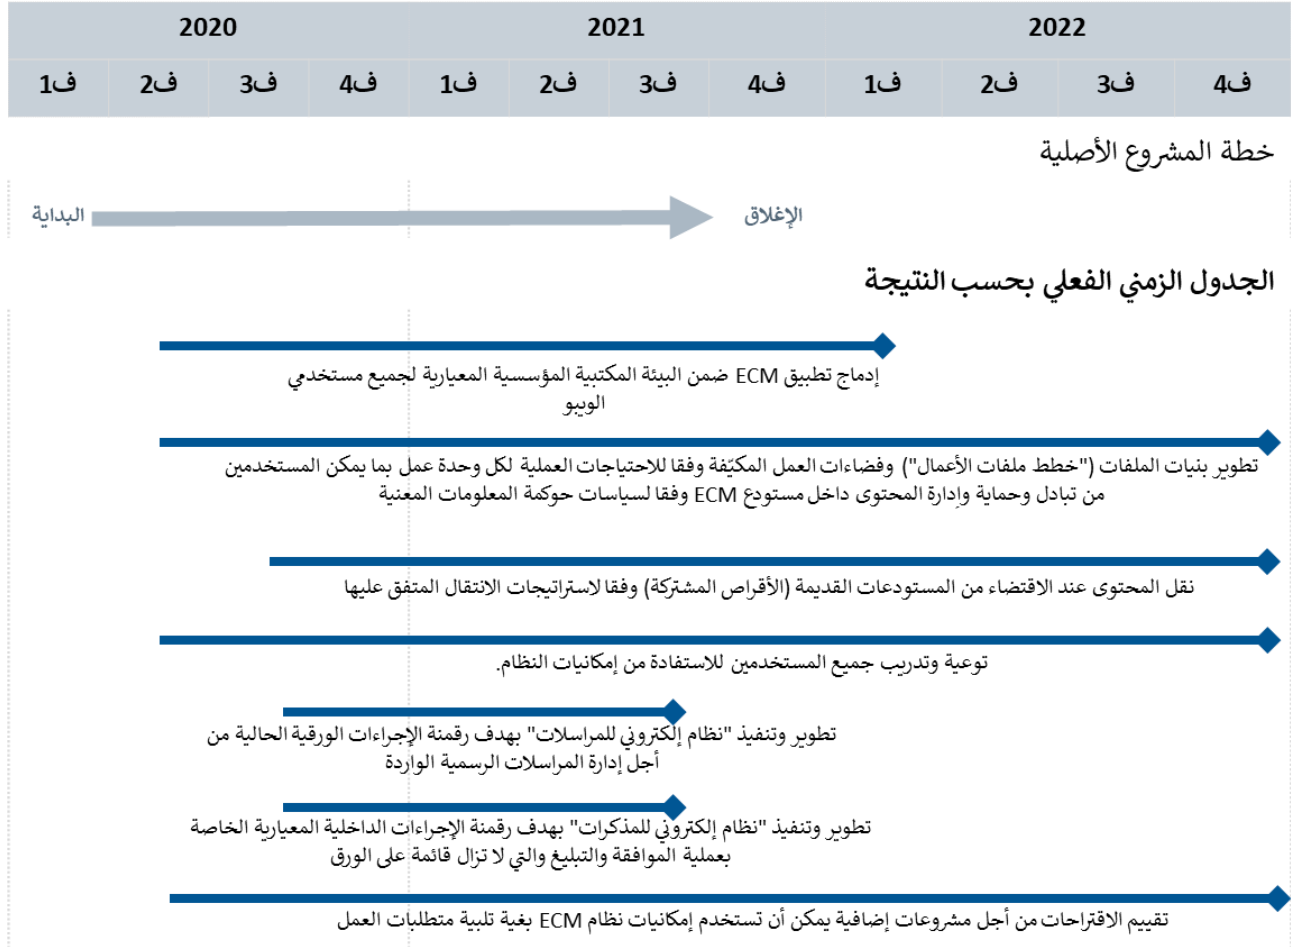 2020 2021 2022
ف1 ف2 ف3 ف4 ف1 ف2 ف3 ف4 ف1 ف2 ف3 ف4
خطة المشروع الأصلية
البداية الإغلاق
الجدول الزمني الفعلي بحسب النتيجة
إدماج تطبيق ECM ضمن البيئة المكتبية المؤسسية المعيارية لجميع مستخدمي
الويبو
تطوير بنيات الملفات ("خطط ملفات الأعمال") وفضاءات العمل المكيّفة وفقا للاحتياجات العملية لكل وحدة عمل بما يمكن المستخدمين
من تبادل وحماية وإدارة المحتوى داخل مستودع ECM وفقا لسياسات حوكمة المعلومات المعنية
نقل المحتوى عند الاقتضاء من المستودعات القديمة (الأقراص المشتركة) وفقا لاستراتيجات الانتقال المتفق عليها
توعية وتدريب جميع المستخدمين للاستفادة من إمكانيات النظام.
تطوير وتنفيذ "نظام إلكتروني للمراسلات" بهدف رقمنة الإجراءات الورقية الحالية من
أجل إدارة المراسلات الرسمية الواردة
تطوير وتنفيذ "نظام إلكتروني للمذكرات" بهدف رقمنة الإجراءات الداخلية المعيارية الخاصة
بعملية الموافقة والتبليغ والتي لا تزال قائمة على الورق
تقييم الاقتراحات من أجل مشروعات إضافية يمكن أن تستخدم إمكانيات نظام ECM بغية تلبية متطلبات العمل